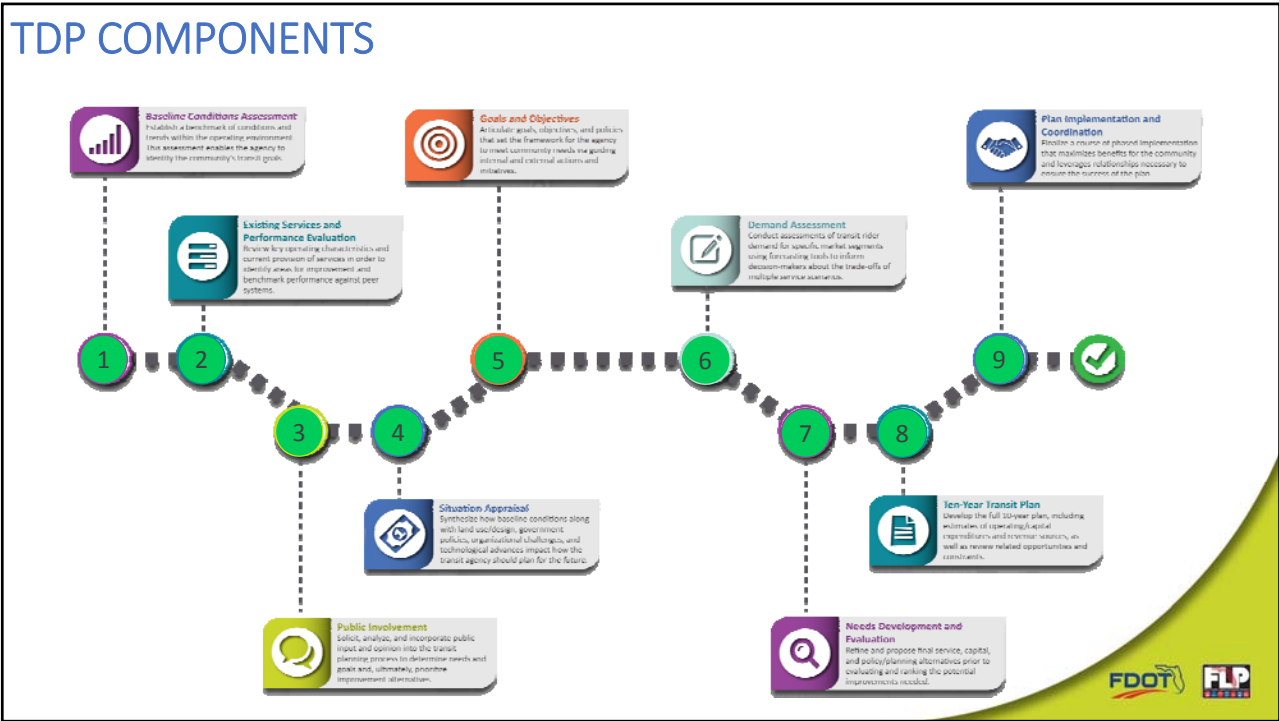 TDP COMPONENTS
Baseline Conditions Assessment
Establish a benchmark of conditions and
trends within the operating environment.
This assessment enables the agency to
identify the community's transit goals.
Existing Services and
Performance Evaluation
Review key operating characteristics and
current provision of services in order to
identify areas for improvement and
benchmark performance against peer
systems.
Goals and Objectives
Articulate goals, objectives, and policies
that set the framework for the agency
to meet community needs via guiding
internal and external actions and
initiatives.
Demand Assessment
Conduct assessments of transit rider
demand for specific market segments
using forecasting tools to inform
decision-makers about the trade-offs of
multiple service scenarios.
Plan Implementation and
Coordination
Finalize a course of phased implementation
that maximizes benefits for the community
and leverages relationships necessary to
ensure the success of the plan.
1
2
3
4
5
6
7
8
9
Situation Appraisal
Synthesize how baseline conditions along
with land use/design, government
policies, organizational challenges, and
technological advances impact how the
transit agency should plan for the future.
Ten-Year Transit Plan
Develop the full 10-year plan, including
estimates of operating/capital
expenditures and revenue sources, as
well as review related opportunities and
constraints.
Public Involvement
Solicit, analyze, and incorporate public
input and opinion into the transit
planning process to determine needs and
goals and, ultimately, prioritize
improvement alternatives.
Needs Development and
Evaluation
Refine and propose final service, capital,
and policy/planning alternatives prior to
evaluating and ranking the potential
improvements needed.
FDOT
FLP